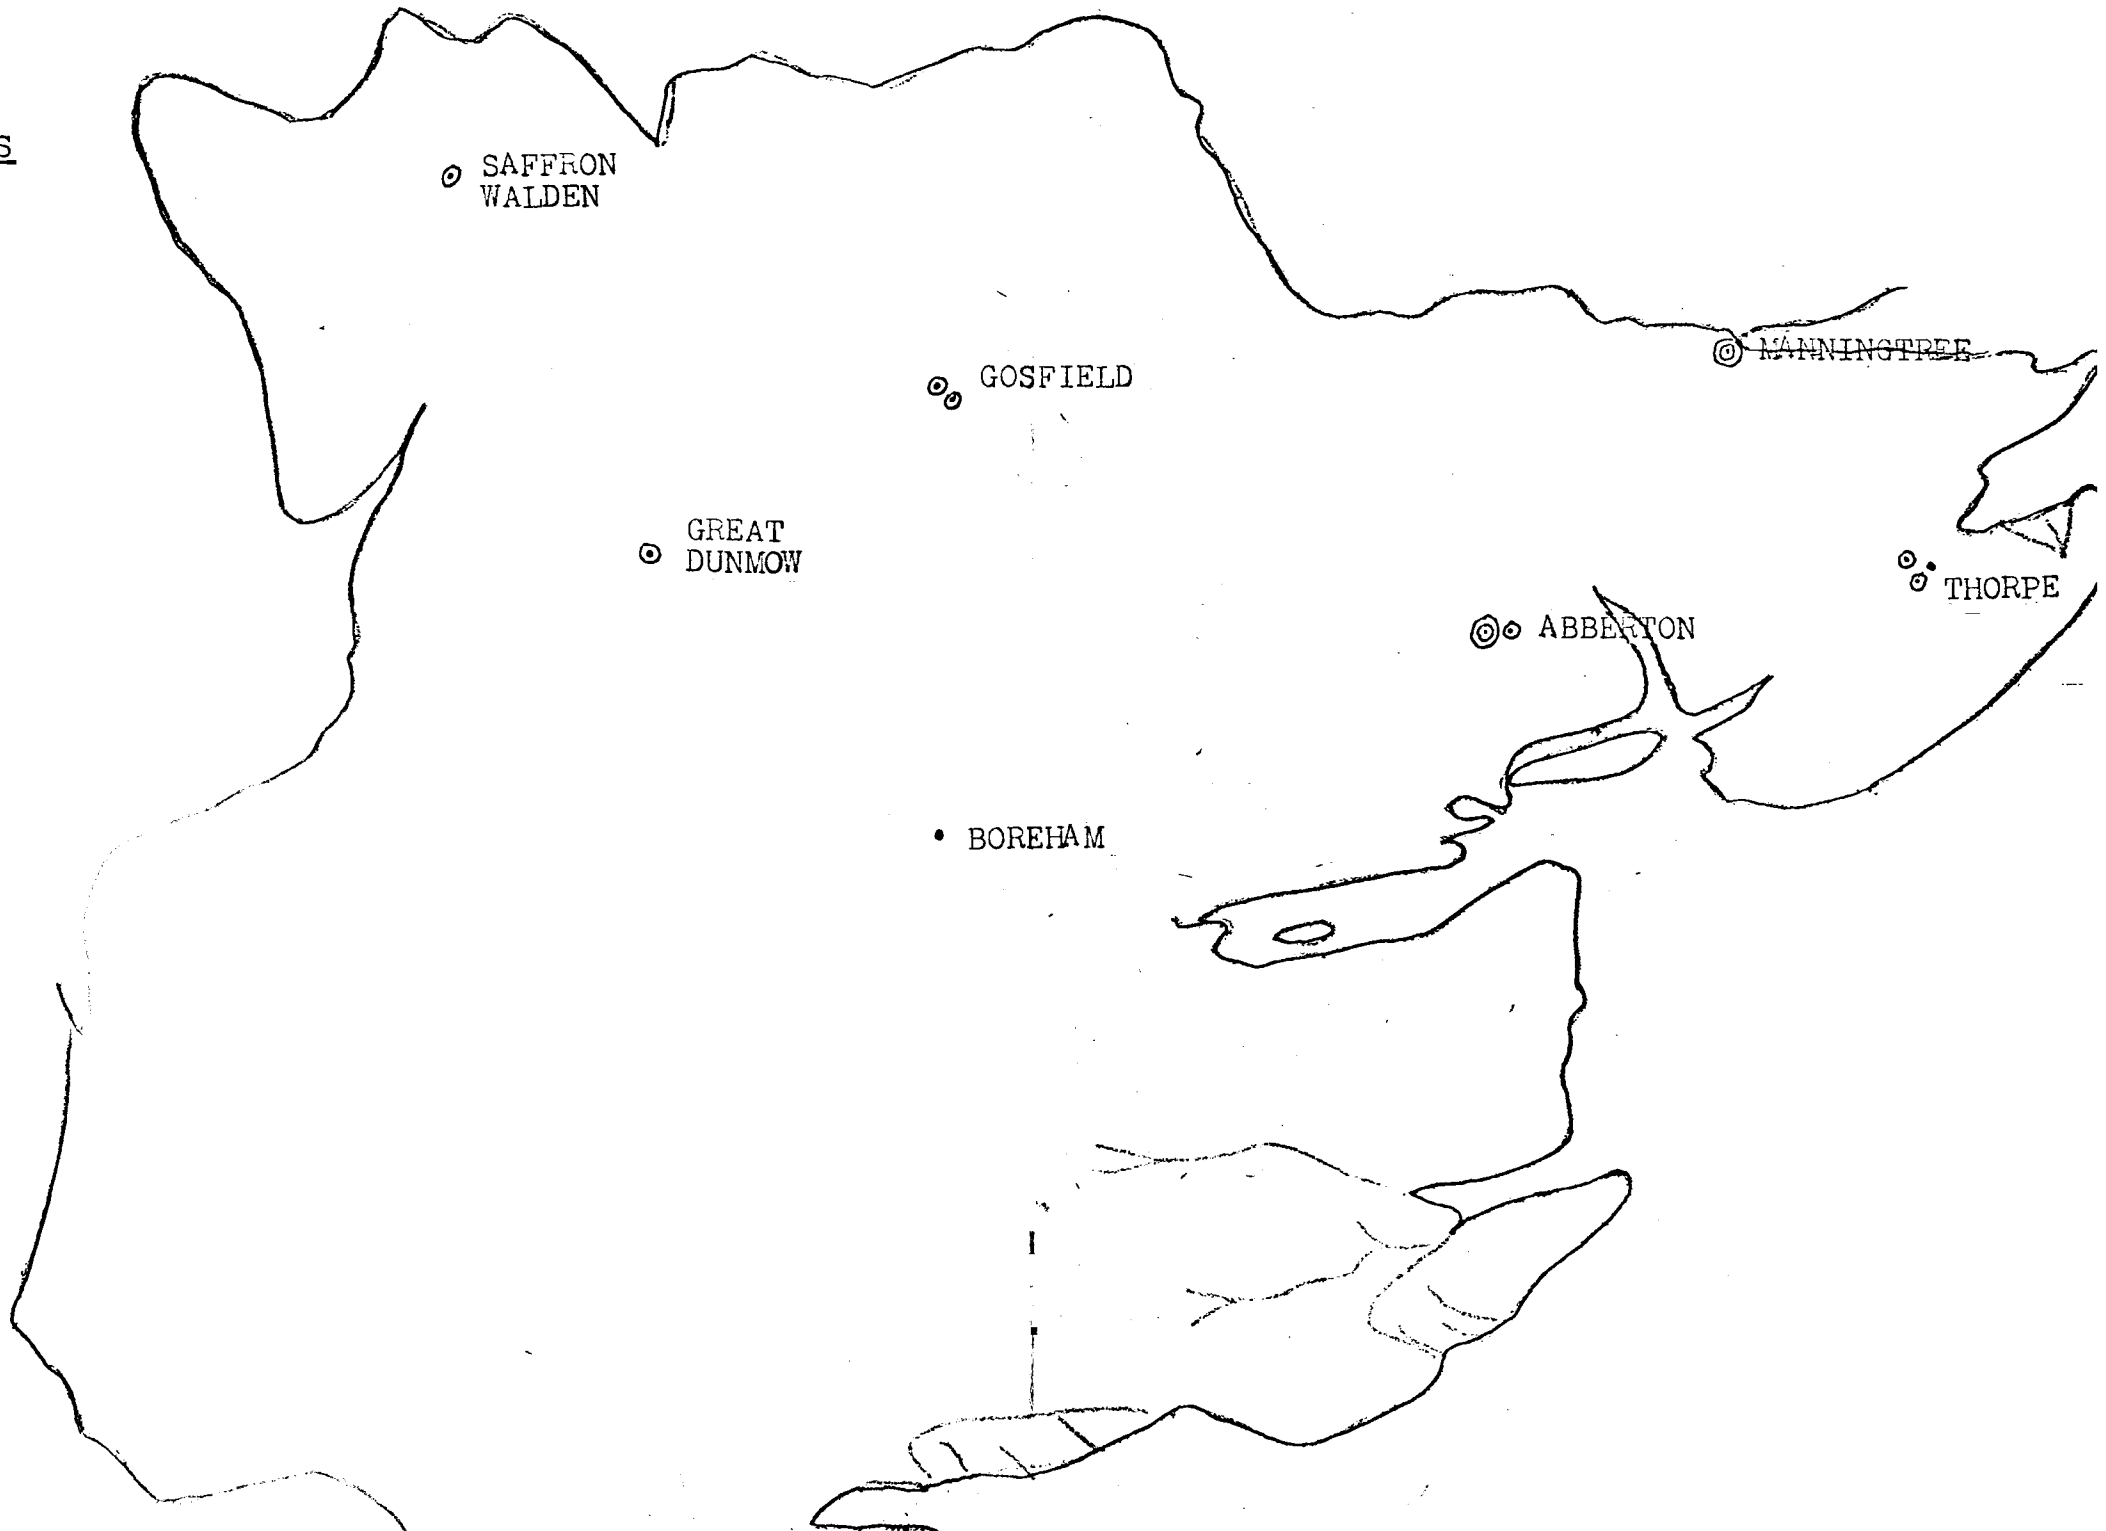 S
SAFFRON
WALDEN
MANNINGTREE
GOSFIELD
GREAT
DUNMOW
THORPE
ABBERTON
BOREHAM